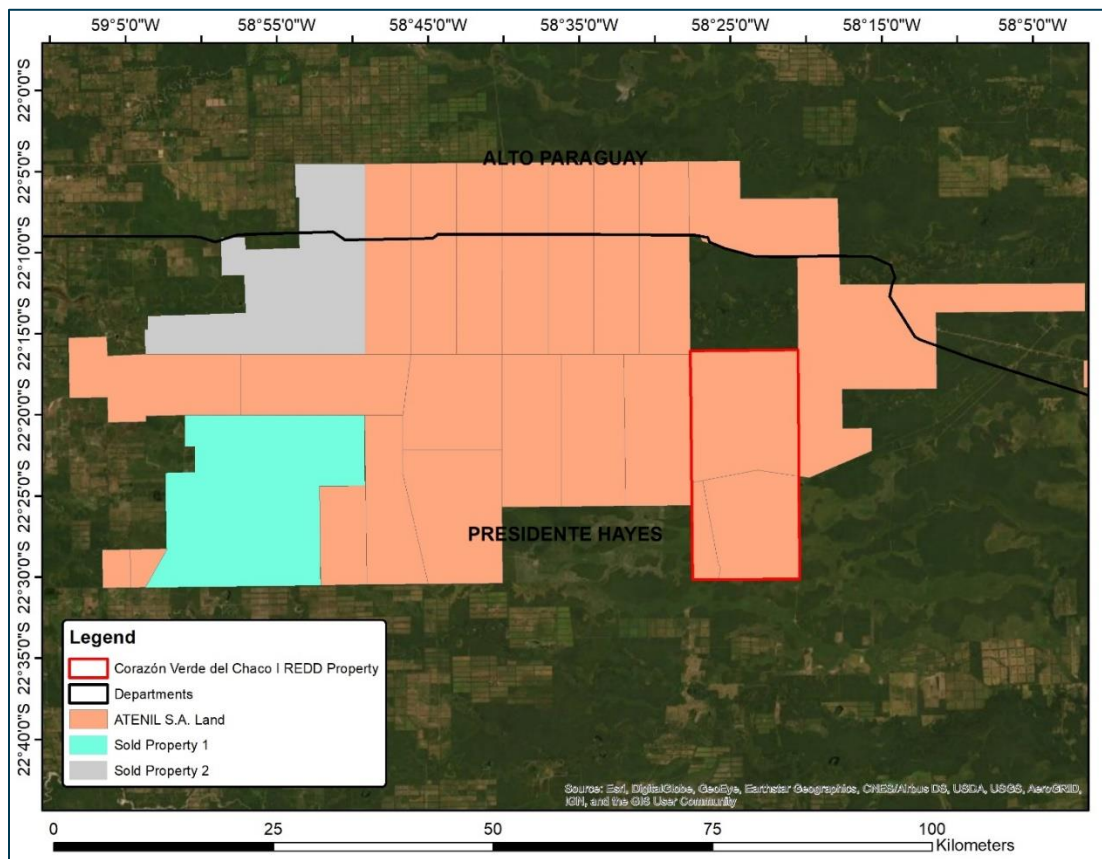 59°5'0"W 58°55'0"W 58°45'0"W 58°35'0"W 58°25'0"W 58°15'0"W 58°5'0"W
22°0'0"S
22°5'0"S
22°10'0"S
22°15'0"S
22°20'0"S
22°25'0"S
22°30'0"S
22°35'0"S
22°40'0"S
ALTO PARAGUAY
PRESIDENTE HAYES
Legend
Corazón Verde del Chaco I REDD Property
Departments
ATENIL S.A. Land
Sold Property 1
Sold Property 2
Source: Esri, DigitalGlobe, GeoEye, Earthstar Geographics, CNES/Airbus DS, USDA, USGS, AeroGRID,
IGN, and the GIS User Community
0 25 50 75 100
Kilometers